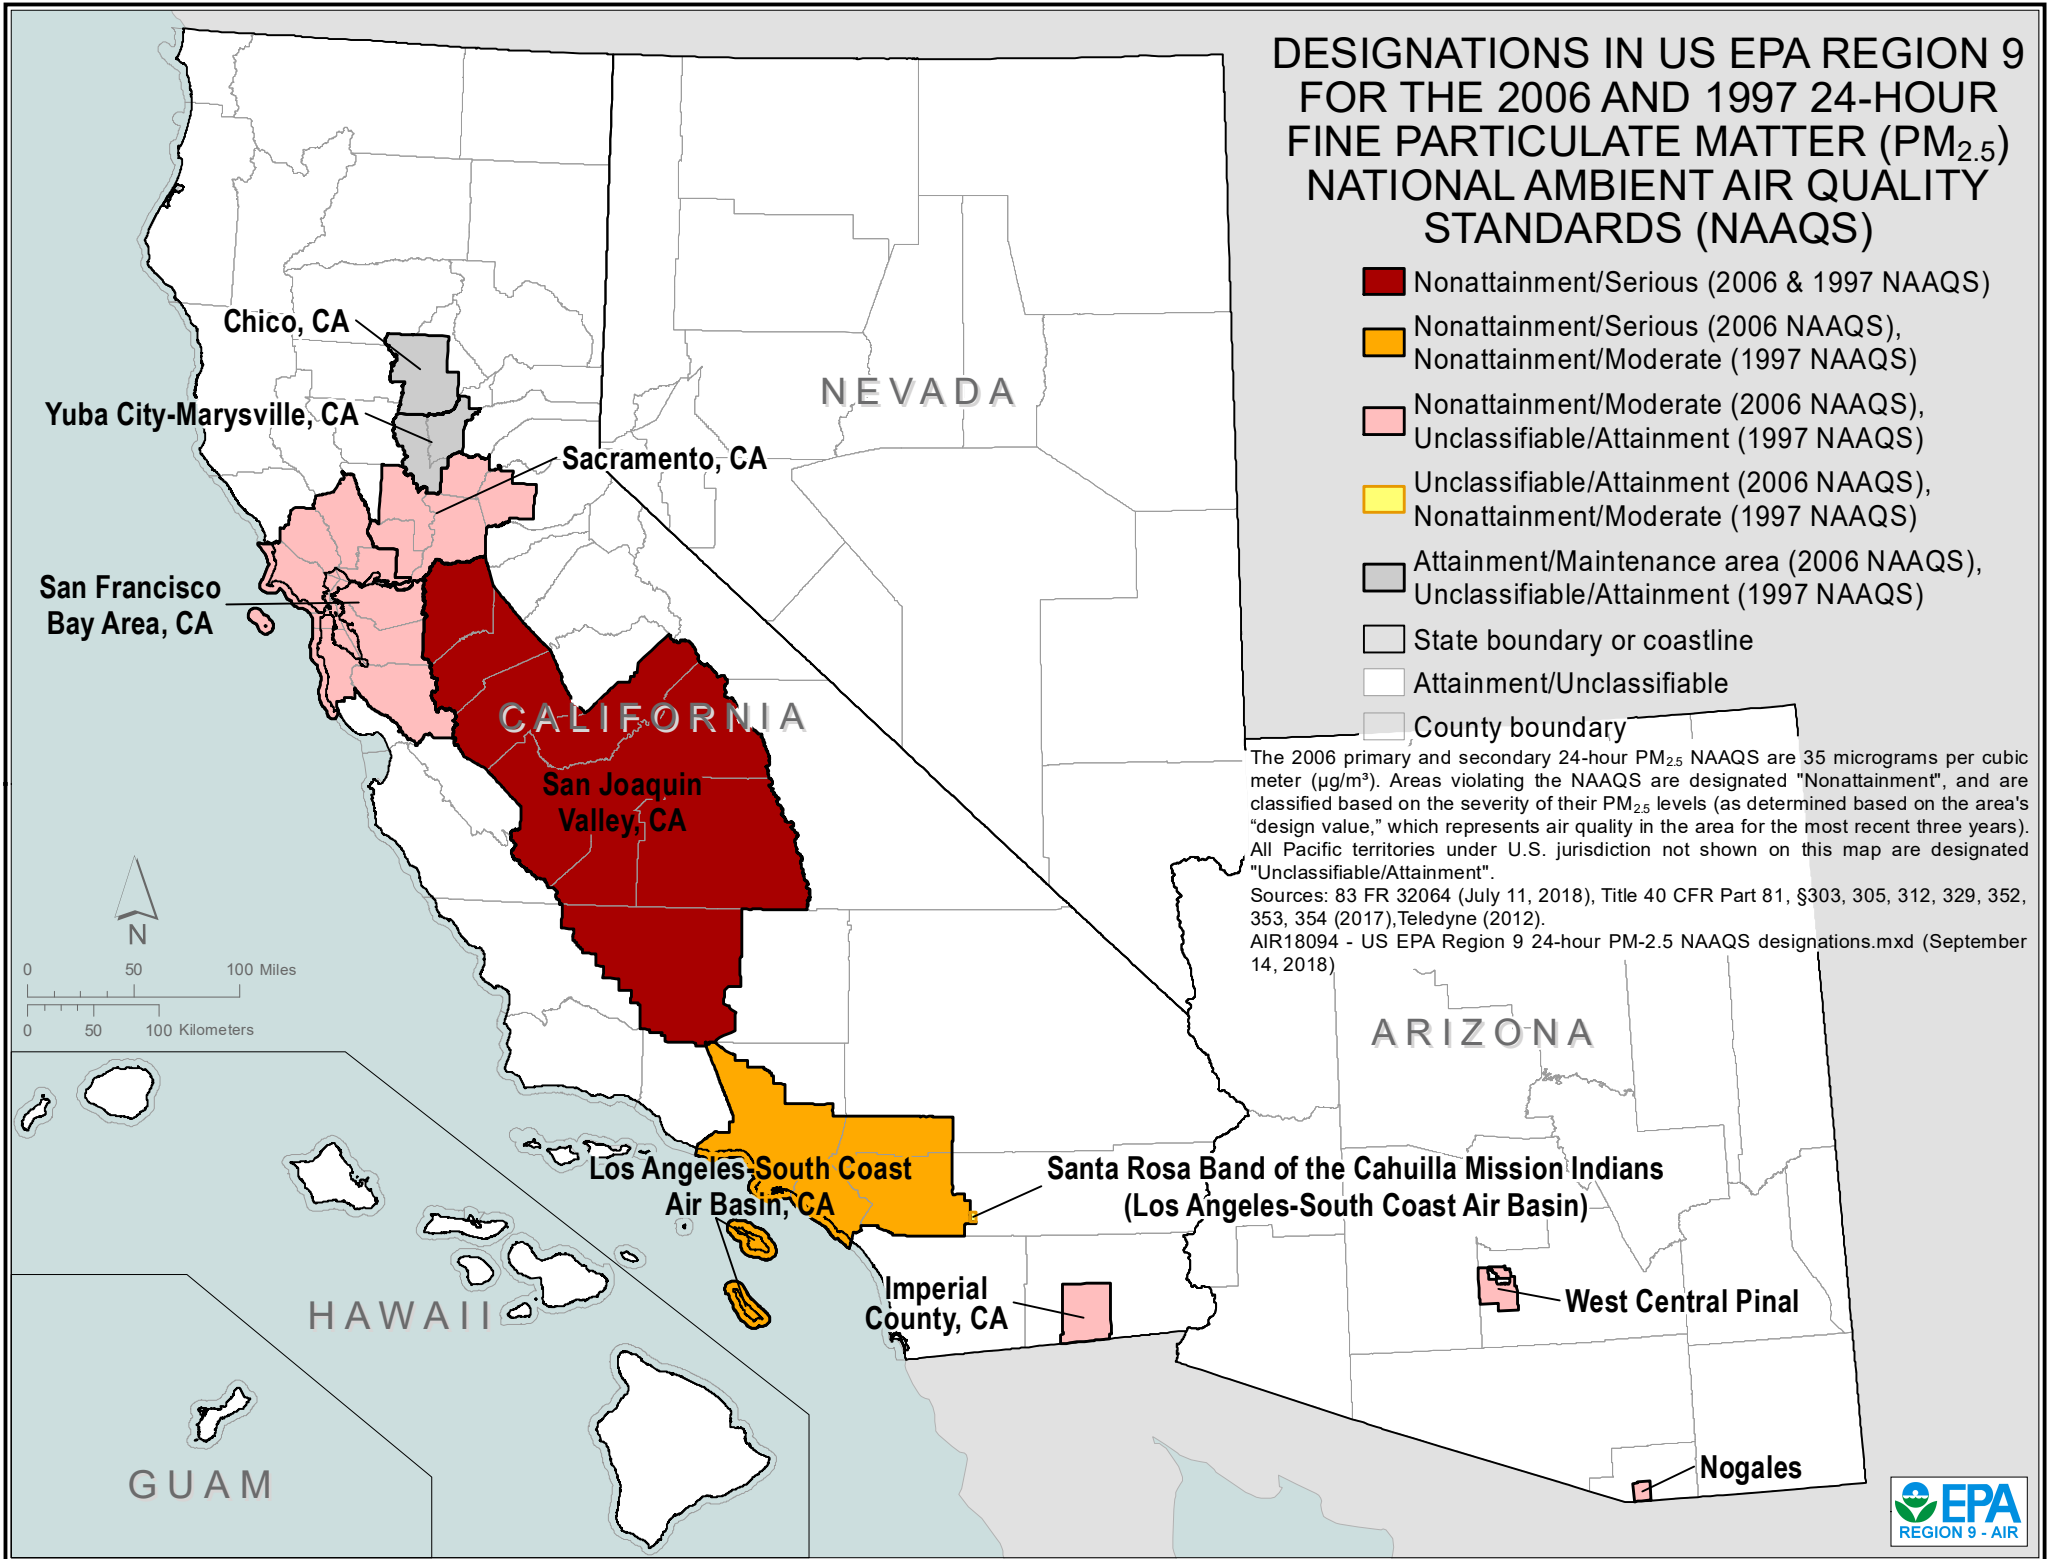 DESIGNATIONS IN US EPA REGION 9
FOR THE 2006 AND 1997 24-HOUR
FINE PARTICULATE MATTER (PM2.5)
NATIONAL AMBIENT AIR QUALITY
STANDARDS (NAAQS)
Nonattainment/Serious (2006 & 1997 NAAQS)
Nonattainment/Serious (2006 NAAQS),
Nonattainment/Moderate (1997 NAAQS)
Nonattainment/Moderate (2006 NAAQS),
Unclassifiable/Attainment (1997 NAAQS)
Unclassifiable/Attainment (2006 NAAQS),
Nonattainment/Moderate (1997 NAAQS)
Attainment/Maintenance area (2006 NAAQS),
Unclassifiable/Attainment (1997 NAAQS)
State boundary or coastline
Attainment/Unclassifiable
County boundary
The 2006 primary and secondary 24-hour PM2.5 NAAQS are 35 micrograms per cubic
meter (µg/m³). Areas violating the NAAQS are designated "Nonattainment", and are
classified based on the severity of their PM2.5 levels (as determined based on the area's
“design value,” which represents air quality in the area for the most recent three years).
All Pacific territories under U.S. jurisdiction not shown on this map are designated
"Unclassifiable/Attainment".
Sources: 83 FR 32064 (July 11, 2018), Title 40 CFR Part 81, §303, 305, 312, 329, 352,
353, 354 (2017),Teledyne (2012).
AIR18094 - US EPA Region 9 24-hour PM-2.5 NAAQS designations.mxd (September
14, 2018)
Chico, CA
NEVADA
Yuba City-Marysville, CA
Sacramento, CA
San Francisco
Bay Area, CA
CALIFORNIA
San Joaquin
Valley, CA
N
0 50 100 Miles
0 50 100 Kilometers
ARIZONA
Los Angeles-South Coast
Air Basin, CA
Santa Rosa Band of the Cahuilla Mission Indians
(Los Angeles-South Coast Air Basin)
Imperial
County, CA
West Central Pinal
HAWAII
GUAM
Nogales
EPA
REGION 9 - AIR